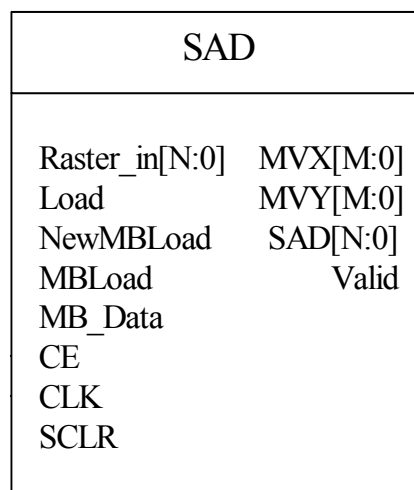 SAD
Raster_in[N:0] MVX[M:0]
Load MVY[M:0]
NewMBLoad SAD[N:0]
MBLoad Valid
MB_Data
CE
CLK
SCLR